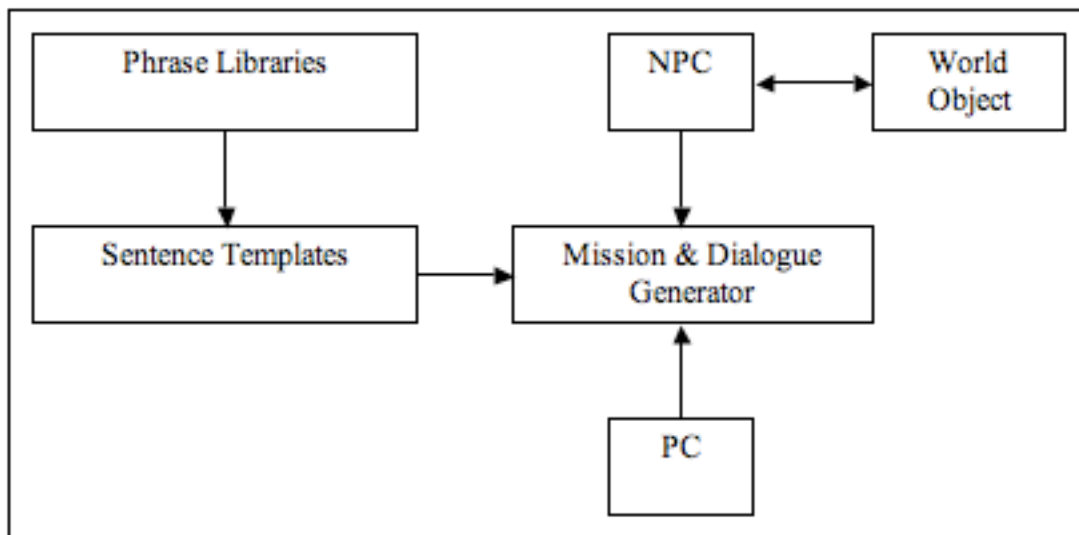 Phrase Libraries
NPC
World
Object
Sentence Templates
Mission & Dialogue
Generator
PC